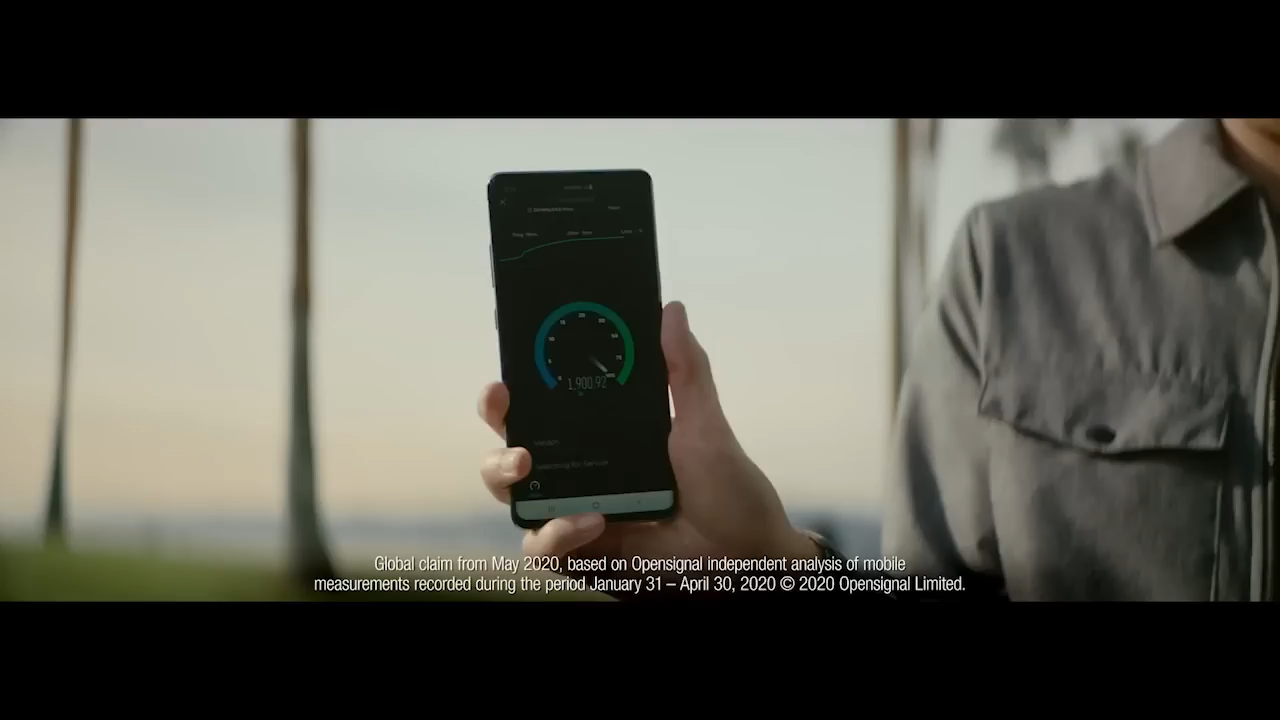 1,900.92
Global claim from May 2020, based on Opensignal independent analysis of mobile
measurements recorded during the period January 31 – April 30, 2020 © 2020 Opensignal Limited.